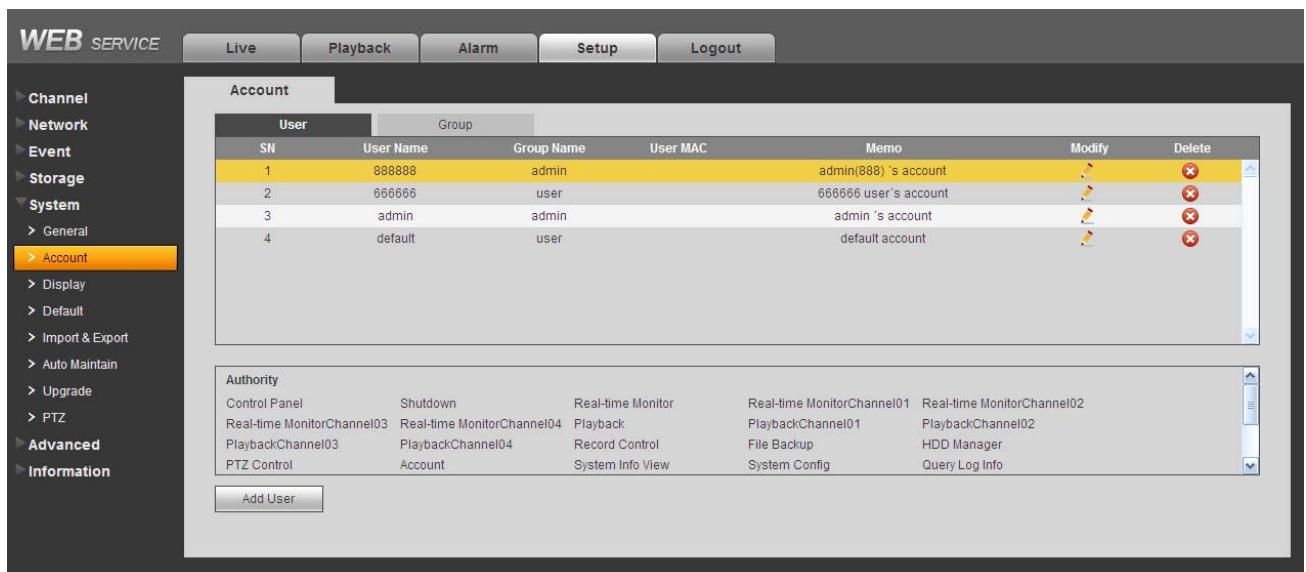 WEB SERVICE
Live Playback Alarm Setup Logout
Channel
Network
Event
Storage
System
> General
> Account
> Display
> Default
> Import & Export
> Auto Maintain
> Upgrade
> PTZ
Advanced
Information
Account
User Group
SN User Name Group Name User MAC Memo Modify Delete
1 888888 admin admin(888) 's account
2 666666 user 666666 user's account
3 admin admin admin 's account
4 default user default account
Authority
Control Panel Shutdown Real-time Monitor Real-time MonitorChannel01 Real-time MonitorChannel02
Real-time MonitorChannel03 Real-time MonitorChannel04 Playback PlaybackChannel01 PlaybackChannel02
PlaybackChannel03 PlaybackChannel04 Record Control File Backup HDD Manager
PTZ Control Account System Info View System Config Query Log Info
Add User